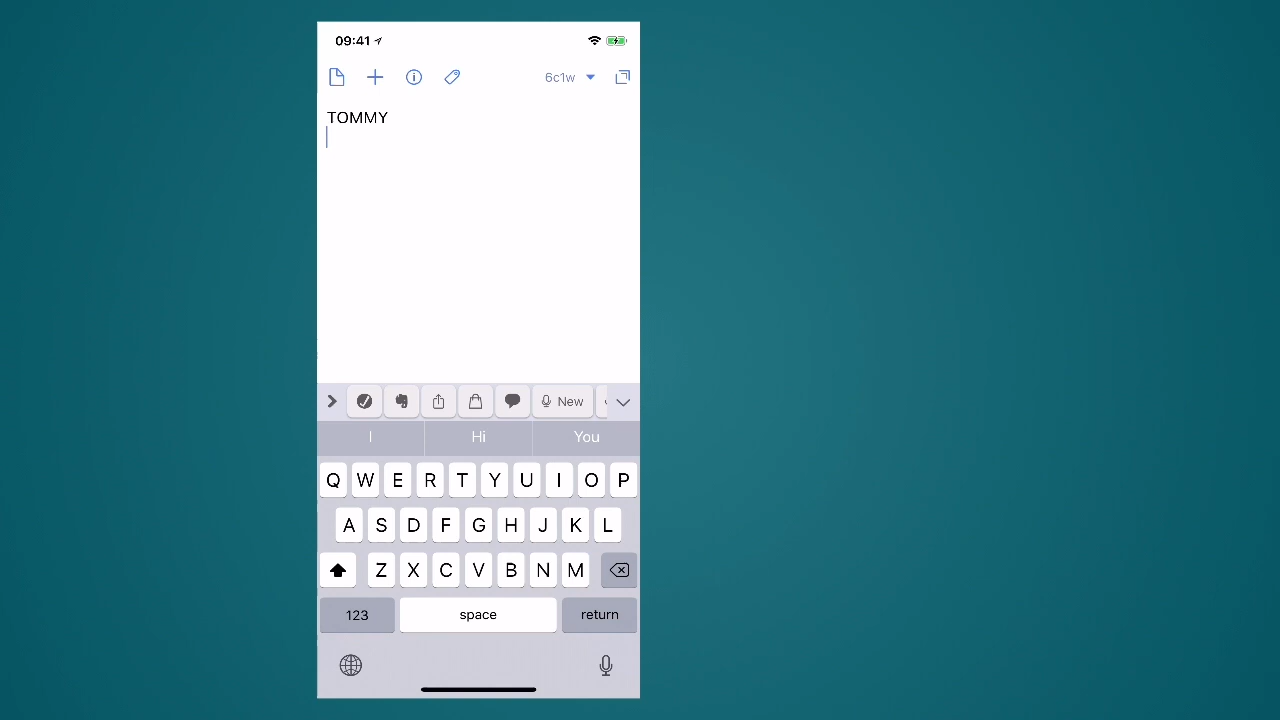 09:41
6c1w
TOMMY
New
I Hi You
Q W E R T Y U I O P
A S D F G H J K L
Z X C V B N M
123 space return